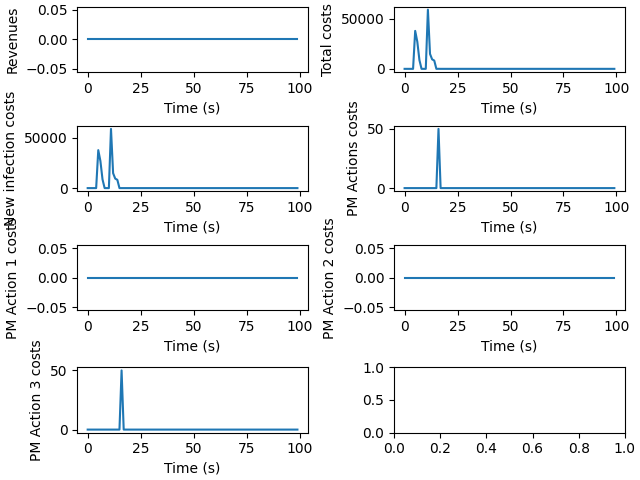 Revenues
0.05
0.00
−0.05
0 25 50 75 100
Time (s)
Total costs
50000
0
0 25 50 75 100
Time (s)
New infection costs
50000
0
0 25 50 75 100
Time (s)
PM Actions costs
50
0
0 25 50 75 100
Time (s)
PM Action 1 costs
0.05
0.00
−0.05
0 25 50 75 100
Time (s)
PM Action 2 costs
0.05
0.00
−0.05
0 25 50 75 100
Time (s)
PM Action 3 costs
50
0
0 25 50 75 100
Time (s)
1.0
0.5
0.0
0.0 0.2 0.4 0.6 0.8 1.0